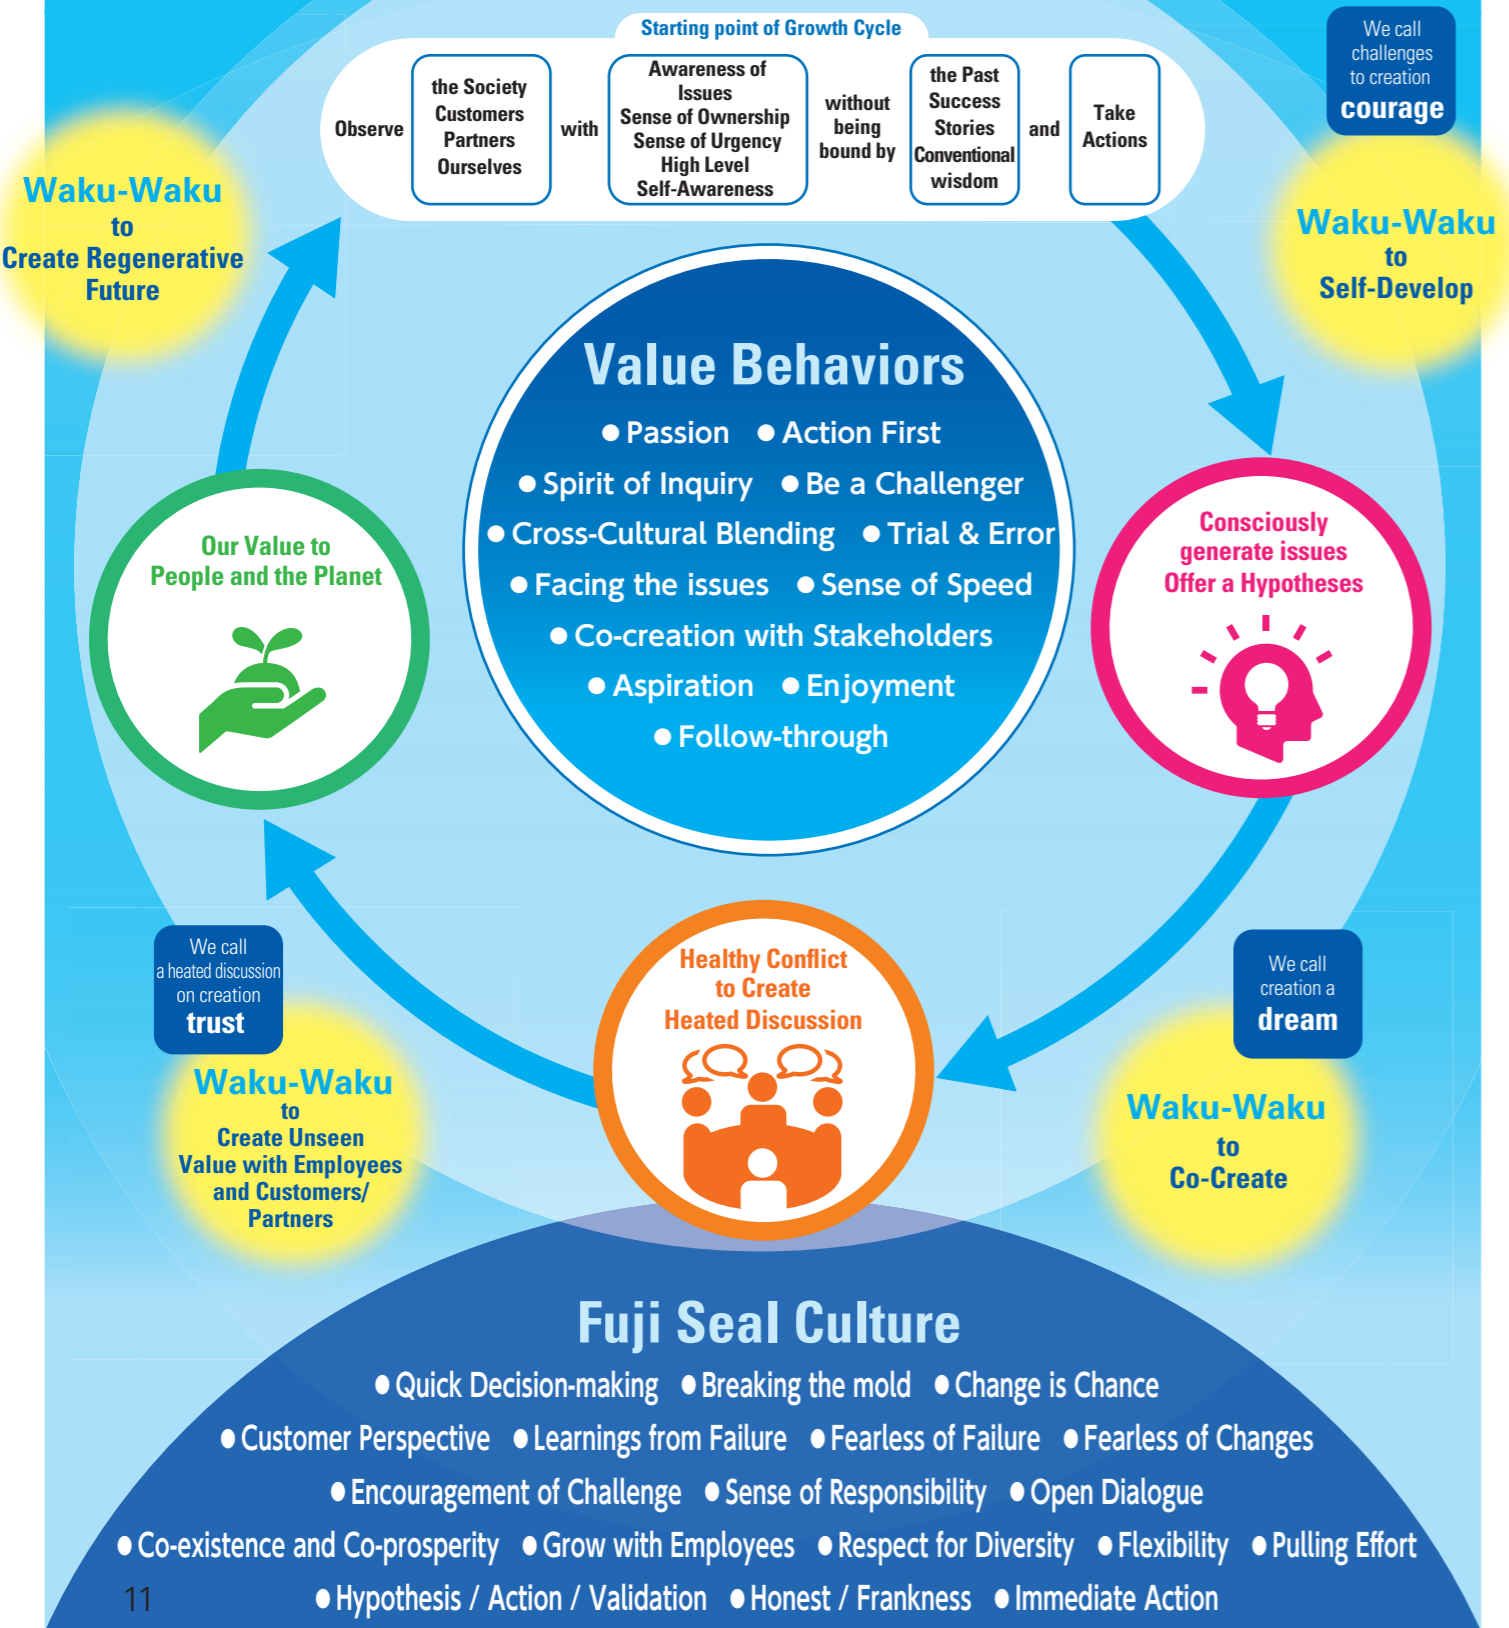 Starting point of Growth Cycle
Observe
the Society
Customers
Partners
Ourselves
with
Awareness of
Issues
Sense of Ownership
Sense of Urgency
High Level
Self-Awareness
without
being
bound by
the Past
Success
Stories
Conventional
wisdom
and
Take
Actions
We call
challenges
to creation
courage
Waku-Waku
to
Self-Develop
Waku-Waku
to
Create Regenerative
Future
Value Behaviors
● Passion ● Action First
● Spirit of Inquiry ● Be a Challenger
● Cross-Cultural Blending ● Trial & Error
● Facing the issues ● Sense of Speed
● Co-creation with Stakeholders
● Aspiration ● Enjoyment
● Follow-through
Consciously
generate issues
Offer a Hypotheses
Our Value to
People and the Planet
We call
creation a
dream
Waku-Waku
to
Co-Create
Healthy Conflict
to Create
Heated Discussion
We call
a heated discussion
on creation
trust
Waku-Waku
to
Create Unseen
Value with Employees
and Customers/
Partners
Fuji Seal Culture
● Quick Decision-making ● Breaking the mold ● Change is Chance
● Customer Perspective ● Learnings from Failure ● Fearless of Failure ● Fearless of Changes
● Encouragement of Challenge ● Sense of Responsibility ● Open Dialogue
● Co-existence and Co-prosperity ● Grow with Employees ● Respect for Diversity ● Flexibility ● Pulling Effort
● Hypothesis / Action / Validation ● Honest / Frankness ● Immediate Action
11